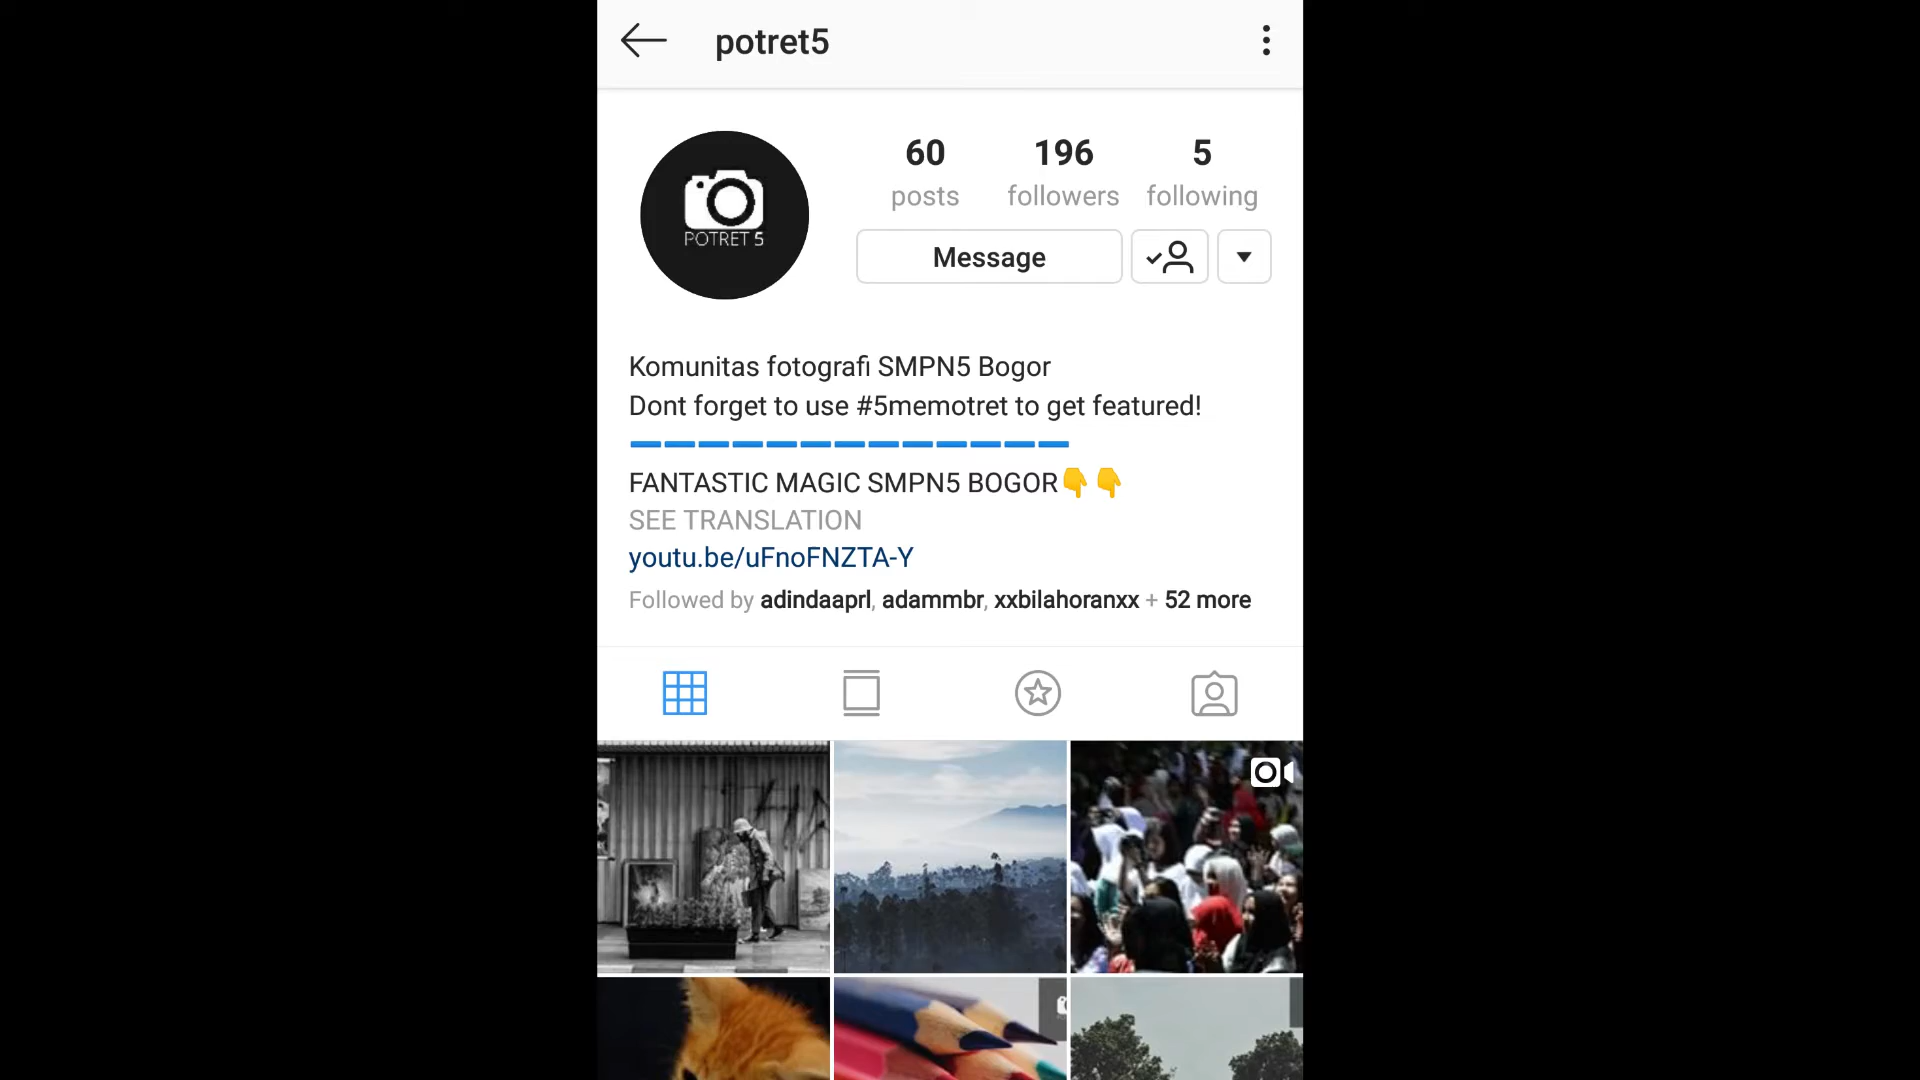 potret5
60 196 5
posts followers following
POTRET 5
Message
Komunitas fotografi SMPN5 Bogor
Dont forget to use #5memotret to get featured!
FANTASTIC MAGIC SMPN5 BOGOR👇👇
SEE TRANSLATION
youtu.be/uFnoFNZTA-Y
Followed by adindaaprl, adammbr, xxbilahoranxx + 52 more